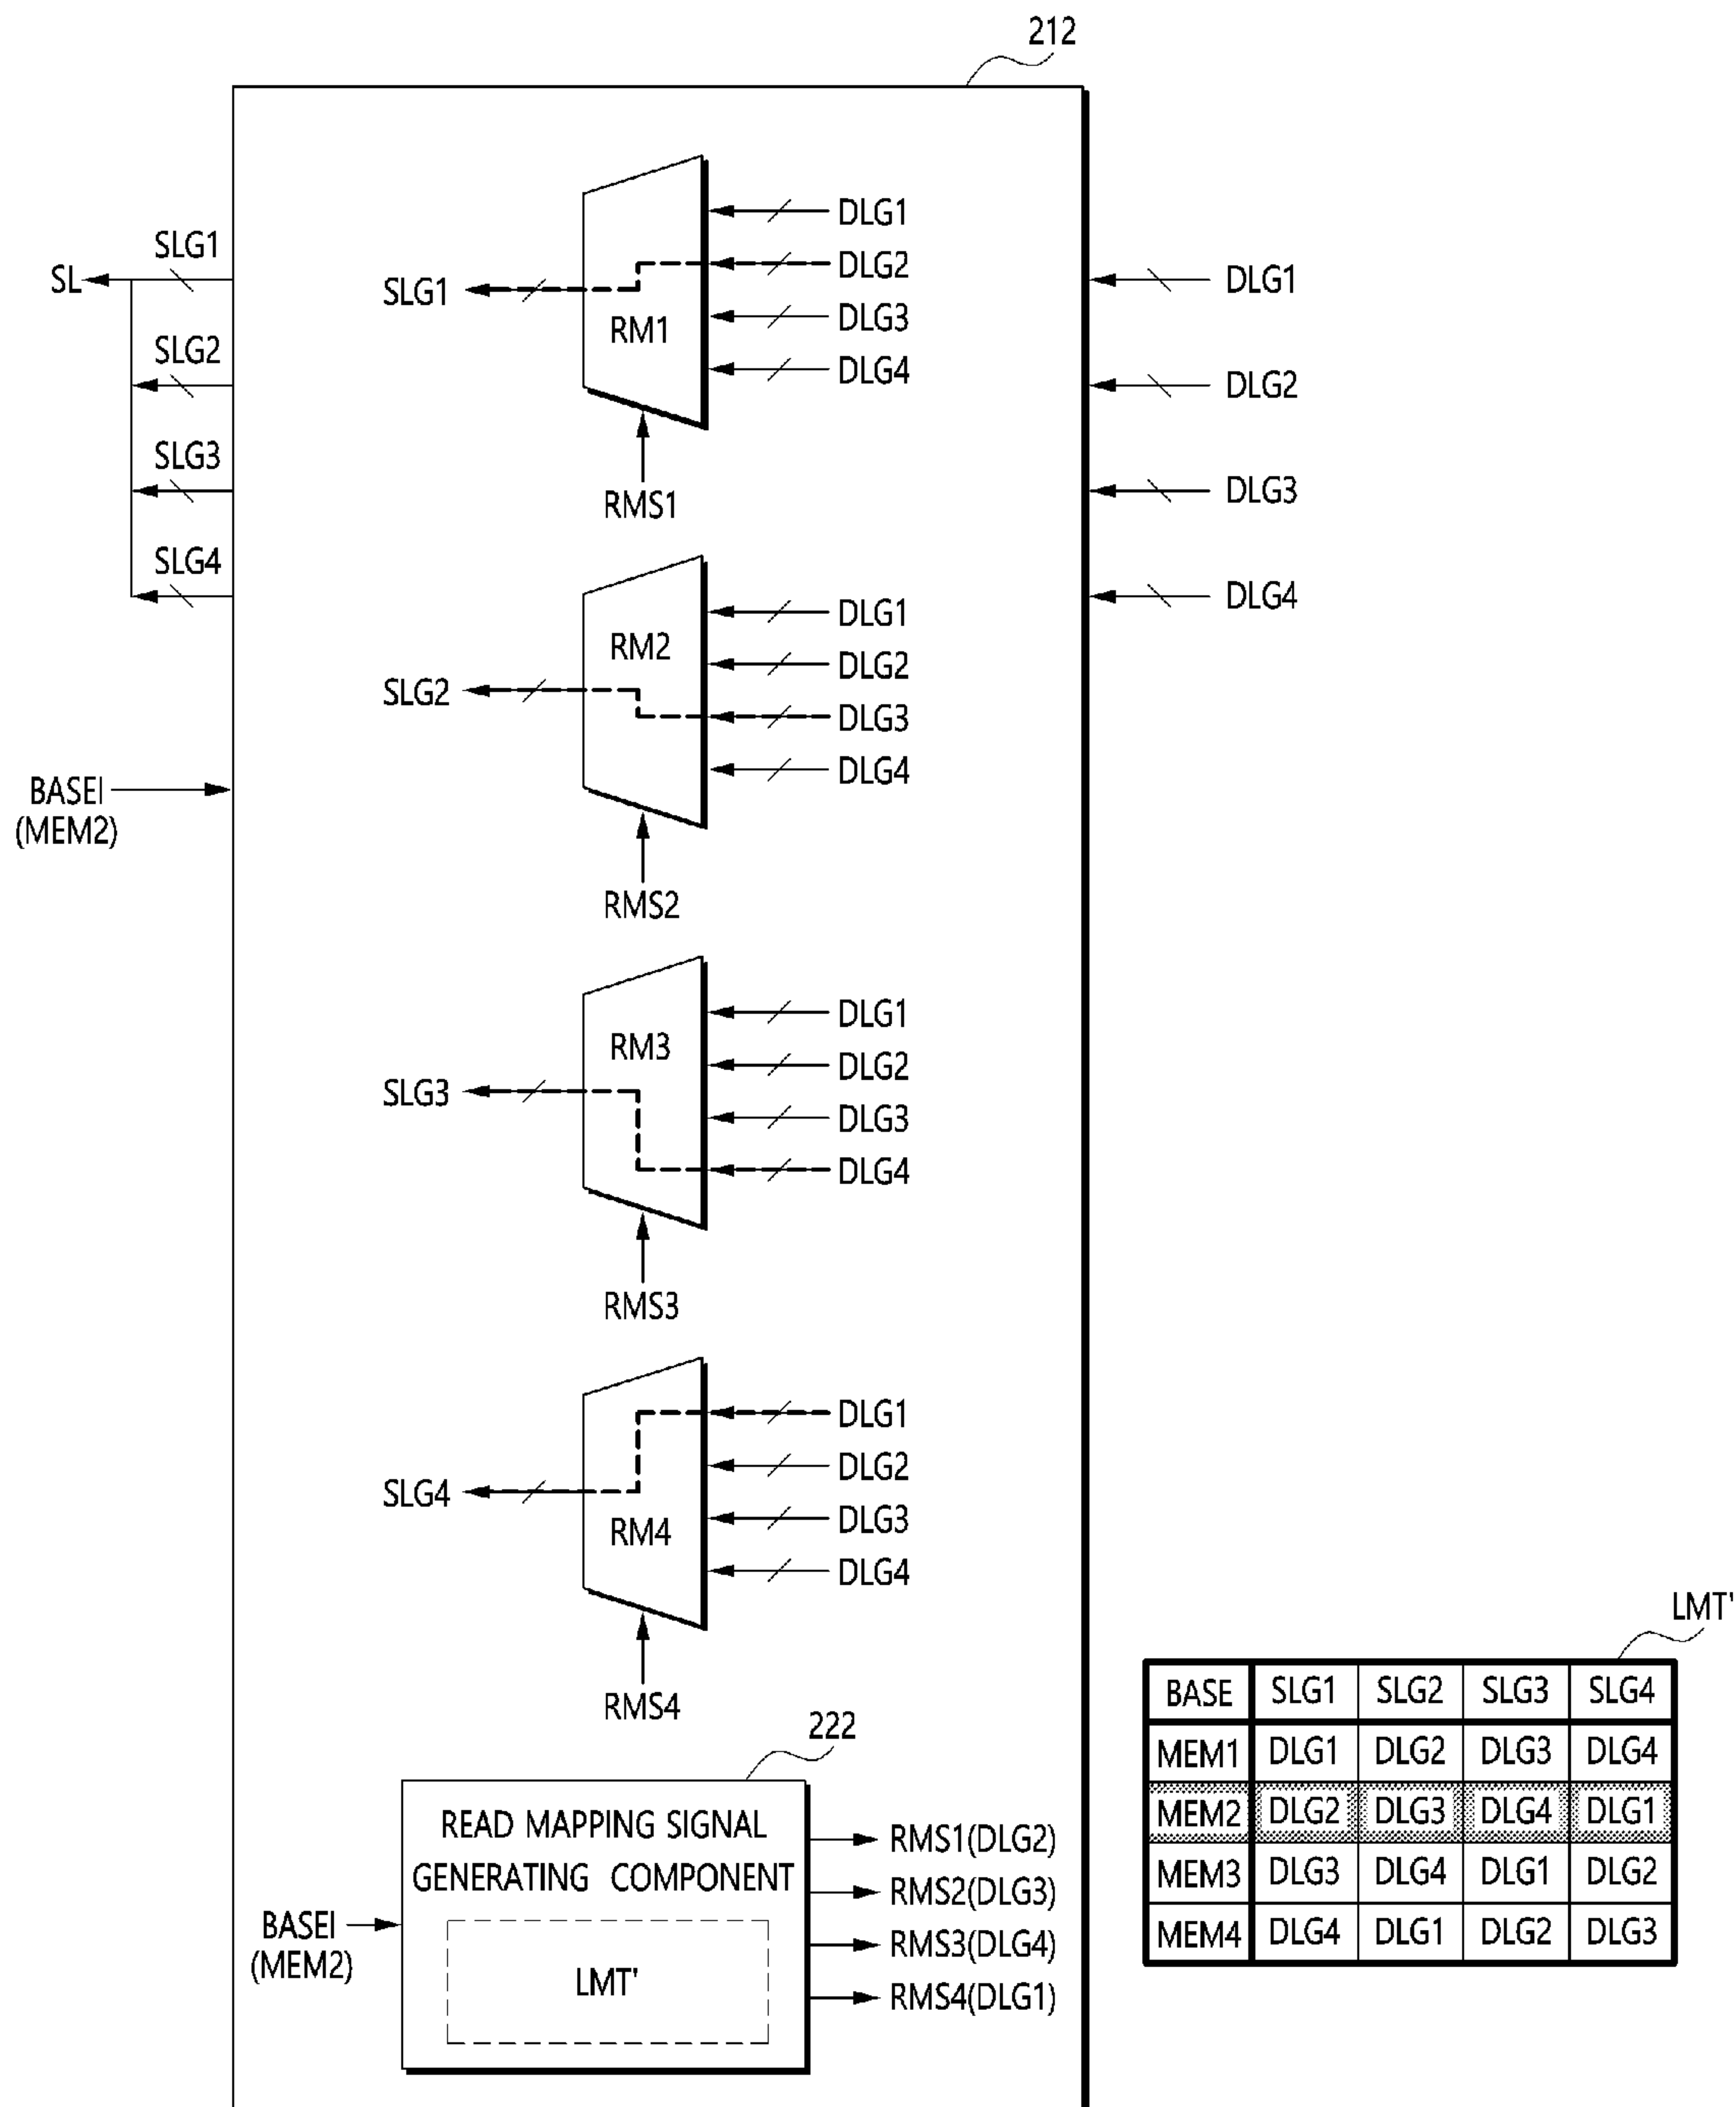 212
SL
SLG1
SLG2
SLG3
SLG4
BASEI
(MEM2)
DLG1
DLG2
DLG3
DLG4
SLG1
RM1
DLG1
DLG2
DLG3
DLG4
RMS1
SLG2
RM2
DLG1
DLG2
DLG3
DLG4
RMS2
SLG3
RM3
DLG1
DLG2
DLG3
DLG4
RMS3
SLG4
RM4
DLG1
DLG2
DLG3
DLG4
RMS4
222
READ MAPPING SIGNAL
GENERATING COMPONENT
LMT'
BASEI
(MEM2)
RMS1(DLG2)
RMS2(DLG3)
RMS3(DLG4)
RMS4(DLG1)
LMT'
BASE SLG1 SLG2 SLG3 SLG4
MEM1 DLG1 DLG2 DLG3 DLG4
MEM2 DLG2 DLG3 DLG4 DLG1
MEM3 DLG3 DLG4 DLG1 DLG2
MEM4 DLG4 DLG1 DLG2 DLG3